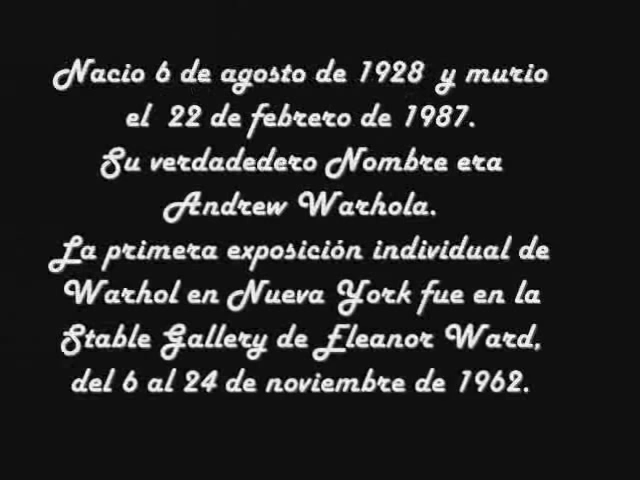 Nacio 6 de agosto de 1928 y murio
el 22 de febrero de 1987.
Su verdadedero Nombre era
Andrew Warhola.
La primera exposición individual de
Warhol en Nueva York fue en la
Stable Gallery de Eleanor Ward,
del 6 al 24 de noviembre de 1962.